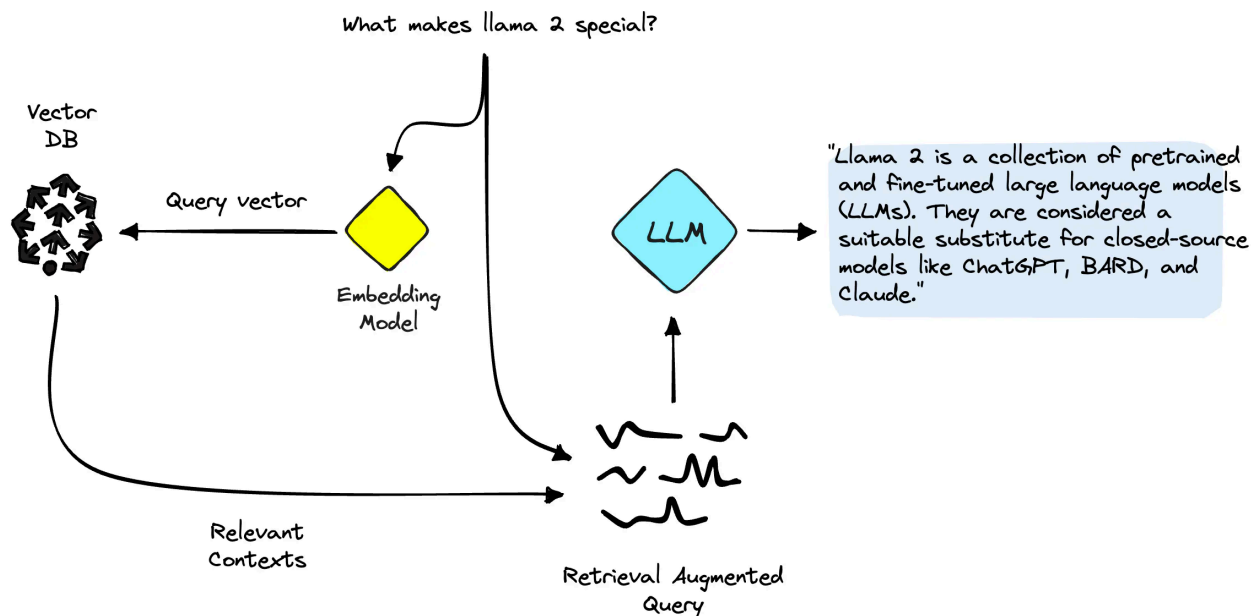 What makes llama 2 special?
Vector
DB
Query vector
Embedding
Model
LLM
"Llama 2 is a collection of pretrained
and fine-tuned large language models
(LLMs). They are considered a
suitable substitute for closed-source
models like ChatGPT, BARD, and
Claude."
Relevant
Contexts
Retrieval Augmented
Query